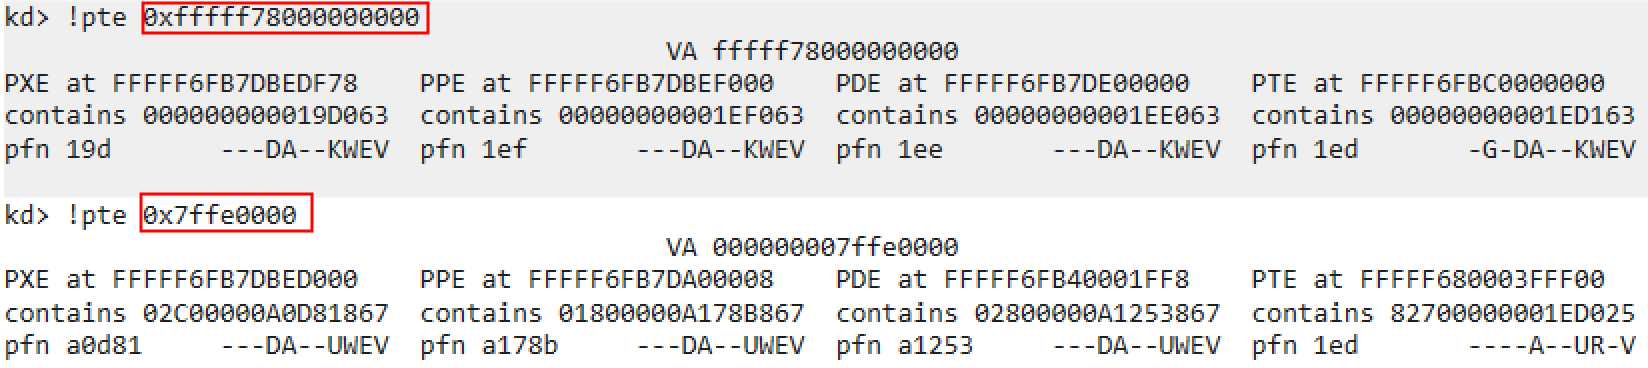 kd> !pte 0xfffff78000000000
VA fffff78000000000
PXE at FFFFF6FB7DBEDF78    PPE at FFFFF6FB7DBEF000    PDE at FFFFF6FB7DE00000    PTE at FFFFF6FBC0000000
contains 000000000019D063  contains 00000000001EF063  contains 00000000001EE063  contains 00000000001ED163
pfn 19d       ---DA--KWEV  pfn 1ef       ---DA--KWEV  pfn 1ee       ---DA--KWEV  pfn 1ed       -G-DA--KWEV
kd> !pte 0x7ffe0000
VA 000000007ffe0000
PXE at FFFFF6FB7DBED000    PPE at FFFFF6FB7DA00008    PDE at FFFFF6FB40001FF8    PTE at FFFFF680003FFF00
contains 02C00000A0D81867  contains 01800000A178B867  contains 02800000A1253867  contains 82700000001ED025
pfn a0d81     ---DA--UWEV  pfn a178b     ---DA--UWEV  pfn a1253     ---DA--UWEV  pfn 1ed       ----A--UR-V